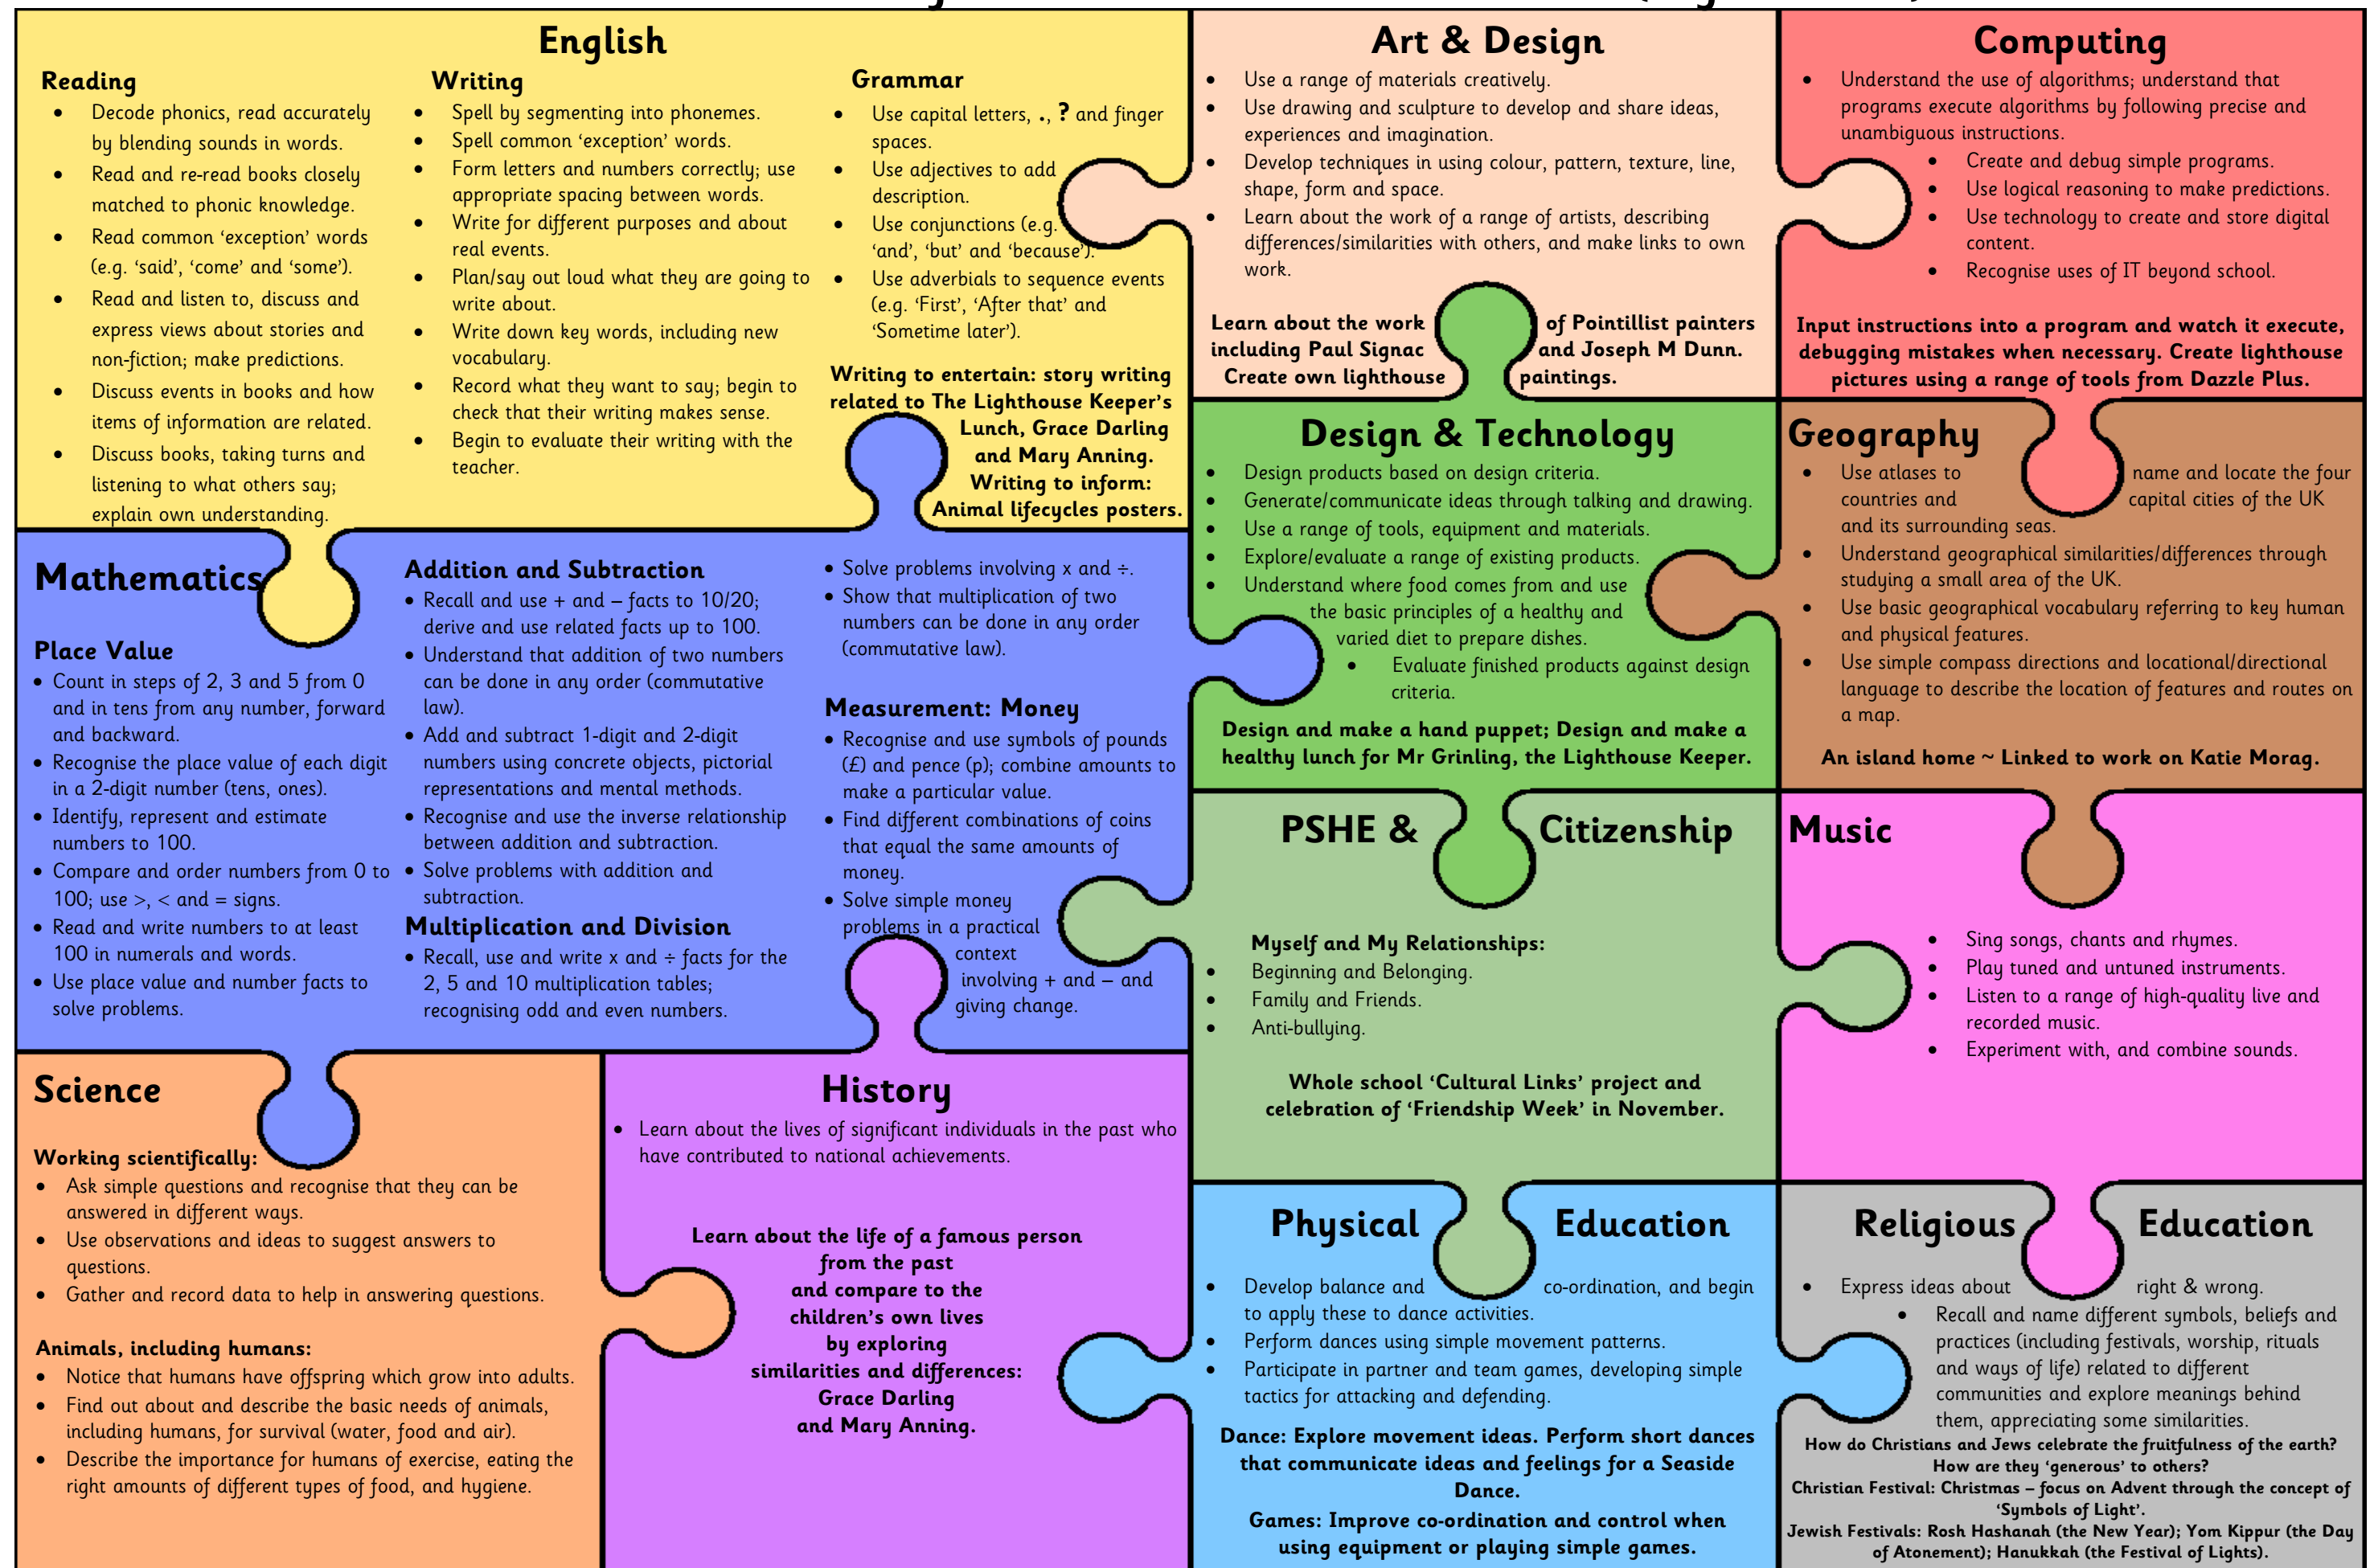 English
Reading
• Decode phonics, read accurately
by blending sounds in words.
• Read and re-read books closely
matched to phonic knowledge.
• Read common ‘exception’ words
(e.g. ‘said’, ‘come’ and ‘some’).
• Read and listen to, discuss and
express views about stories and
non-fiction; make predictions.
• Discuss events in books and how
items of information are related.
• Discuss books, taking turns and
listening to what others say;
explain own understanding.
Writing
• Spell by segmenting into phonemes.
• Spell common ‘exception’ words.
• Form letters and numbers correctly; use
appropriate spacing between words.
• Write for different purposes and about
real events.
• Plan/say out loud what they are going to
write about.
• Write down key words, including new
vocabulary.
• Record what they want to say; begin to
check that their writing makes sense.
• Begin to evaluate their writing with the
teacher.
Grammar
• Use capital letters, ., ? and finger
spaces.
• Use adjectives to add
description.
• Use conjunctions (e.g.
‘and’, ‘but’ and ‘because’).
• Use adverbials to sequence events
(e.g. ‘First’, ‘After that’ and
‘Sometime later’).
Writing to entertain: story writing
related to The Lighthouse Keeper’s
Lunch, Grace Darling
and Mary Anning.
Writing to inform:
Animal lifecycles posters.
Art & Design
• Use a range of materials creatively.
• Use drawing and sculpture to develop and share ideas,
experiences and imagination.
• Develop techniques in using colour, pattern, texture, line,
shape, form and space.
• Learn about the work of a range of artists, describing
differences/similarities with others, and make links to own
work.
Learn about the work of Pointillist painters
including Paul Signac and Joseph M Dunn.
Create own lighthouse paintings.
Computing
• Understand the use of algorithms; understand that
programs execute algorithms by following precise and
unambiguous instructions.
• Create and debug simple programs.
• Use logical reasoning to make predictions.
• Use technology to create and store digital
content.
• Recognise uses of IT beyond school.
Input instructions into a program and watch it execute,
debugging mistakes when necessary. Create lighthouse
pictures using a range of tools from Dazzle Plus.
Design & Technology
• Design products based on design criteria.
• Generate/communicate ideas through talking and drawing.
• Use a range of tools, equipment and materials.
• Explore/evaluate a range of existing products.
• Understand where food comes from and use
the basic principles of a healthy and
varied diet to prepare dishes.
• Evaluate finished products against design
criteria.
Design and make a hand puppet; Design and make a
healthy lunch for Mr Grinling, the Lighthouse Keeper.
Geography
• Use atlases to name and locate the four
countries and capital cities of the UK
and its surrounding seas.
• Understand geographical similarities/differences through
studying a small area of the UK.
• Use basic geographical vocabulary referring to key human
and physical features.
• Use simple compass directions and locational/directional
language to describe the location of features and routes on
a map.
An island home ~ Linked to work on Katie Morag.
Mathematics
Place Value
• Count in steps of 2, 3 and 5 from 0
and in tens from any number, forward
and backward.
• Recognise the place value of each digit
in a 2-digit number (tens, ones).
• Identify, represent and estimate
numbers to 100.
• Compare and order numbers from 0 to
100; use >, < and = signs.
• Read and write numbers to at least
100 in numerals and words.
• Use place value and number facts to
solve problems.
Addition and Subtraction
• Recall and use + and – facts to 10/20;
derive and use related facts up to 100.
• Understand that addition of two numbers
can be done in any order (commutative
law).
• Add and subtract 1-digit and 2-digit
numbers using concrete objects, pictorial
representations and mental methods.
• Recognise and use the inverse relationship
between addition and subtraction.
• Solve problems with addition and
subtraction.
Multiplication and Division
• Recall, use and write x and ÷ facts for the
2, 5 and 10 multiplication tables;
recognising odd and even numbers.
• Solve problems involving x and ÷.
• Show that multiplication of two
numbers can be done in any order
(commutative law).
Measurement: Money
• Recognise and use symbols of pounds
(£) and pence (p); combine amounts to
make a particular value.
• Find different combinations of coins
that equal the same amounts of
money.
• Solve simple money
problems in a practical
context
involving + and – and
giving change.
PSHE & Citizenship
Myself and My Relationships:
• Beginning and Belonging.
• Family and Friends.
• Anti-bullying.
Whole school ‘Cultural Links’ project and
celebration of ‘Friendship Week’ in November.
Music
• Sing songs, chants and rhymes.
• Play tuned and untuned instruments.
• Listen to a range of high-quality live and
recorded music.
• Experiment with, and combine sounds.
Science
Working scientifically:
• Ask simple questions and recognise that they can be
answered in different ways.
• Use observations and ideas to suggest answers to
questions.
• Gather and record data to help in answering questions.
Animals, including humans:
• Notice that humans have offspring which grow into adults.
• Find out about and describe the basic needs of animals,
including humans, for survival (water, food and air).
• Describe the importance for humans of exercise, eating the
right amounts of different types of food, and hygiene.
History
• Learn about the lives of significant individuals in the past who
have contributed to national achievements.
Learn about the life of a famous person
from the past
and compare to the
children’s own lives
by exploring
similarities and differences:
Grace Darling
and Mary Anning.
Physical Education
• Develop balance and co-ordination, and begin
to apply these to dance activities.
• Perform dances using simple movement patterns.
• Participate in partner and team games, developing simple
tactics for attacking and defending.
Dance: Explore movement ideas. Perform short dances
that communicate ideas and feelings for a Seaside
Dance.
Games: Improve co-ordination and control when
using equipment or playing simple games.
Religious Education
• Express ideas about right & wrong.
• Recall and name different symbols, beliefs and
practices (including festivals, worship, rituals
and ways of life) related to different
communities and explore meanings behind
them, appreciating some similarities.
How do Christians and Jews celebrate the fruitfulness of the earth?
How are they ‘generous’ to others?
Christian Festival: Christmas – focus on Advent through the concept of
‘Symbols of Light’.
Jewish Festivals: Rosh Hashanah (the New Year); Yom Kippur (the Day
of Atonement); Hanukkah (the Festival of Lights).